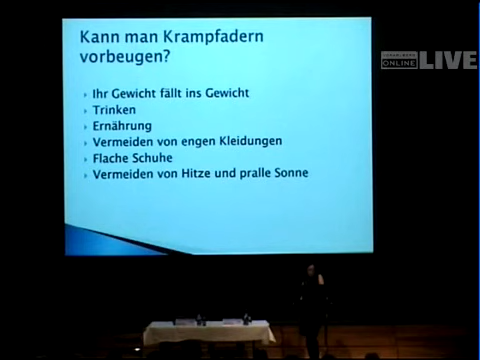 Kann man Krampfadern
vorbeugen?
Ihr Gewicht fällt ins Gewicht
Trinken
Ernährung
Vermeiden von engen Kleidungen
Flache Schuhe
Vermeiden von Hitze und pralle Sonne
VORARLBERG
ONLINE
LIVE